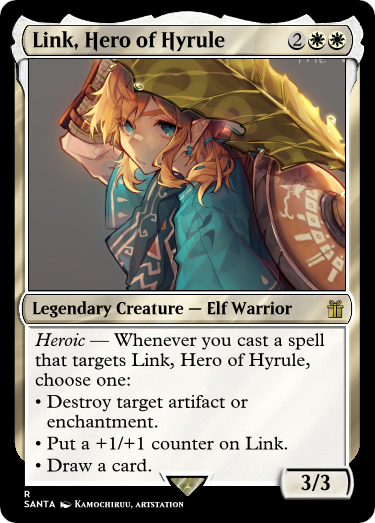 Link, Hero of Hyrule 2
Legendary Creature — Elf Warrior
Heroic — Whenever you cast a spell
that targets Link, Hero of Hyrule,
choose one:
• Destroy target artifact or
enchantment.
• Put a +1/+1 counter on Link.
• Draw a card.
3/3
R
SANTA Kamochiruu, artstation